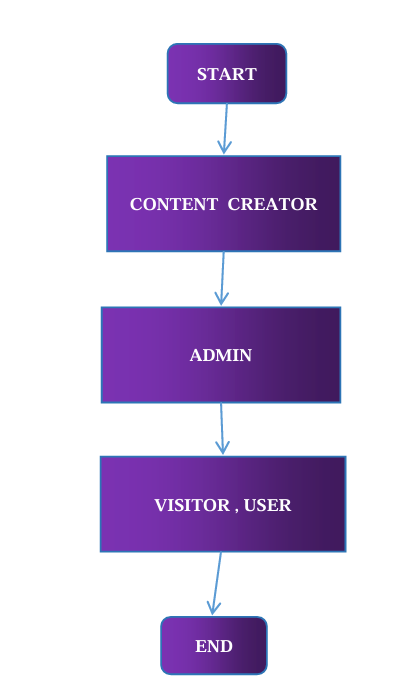 START
CONTENT  CREATOR
ADMIN
VISITOR , USER
END